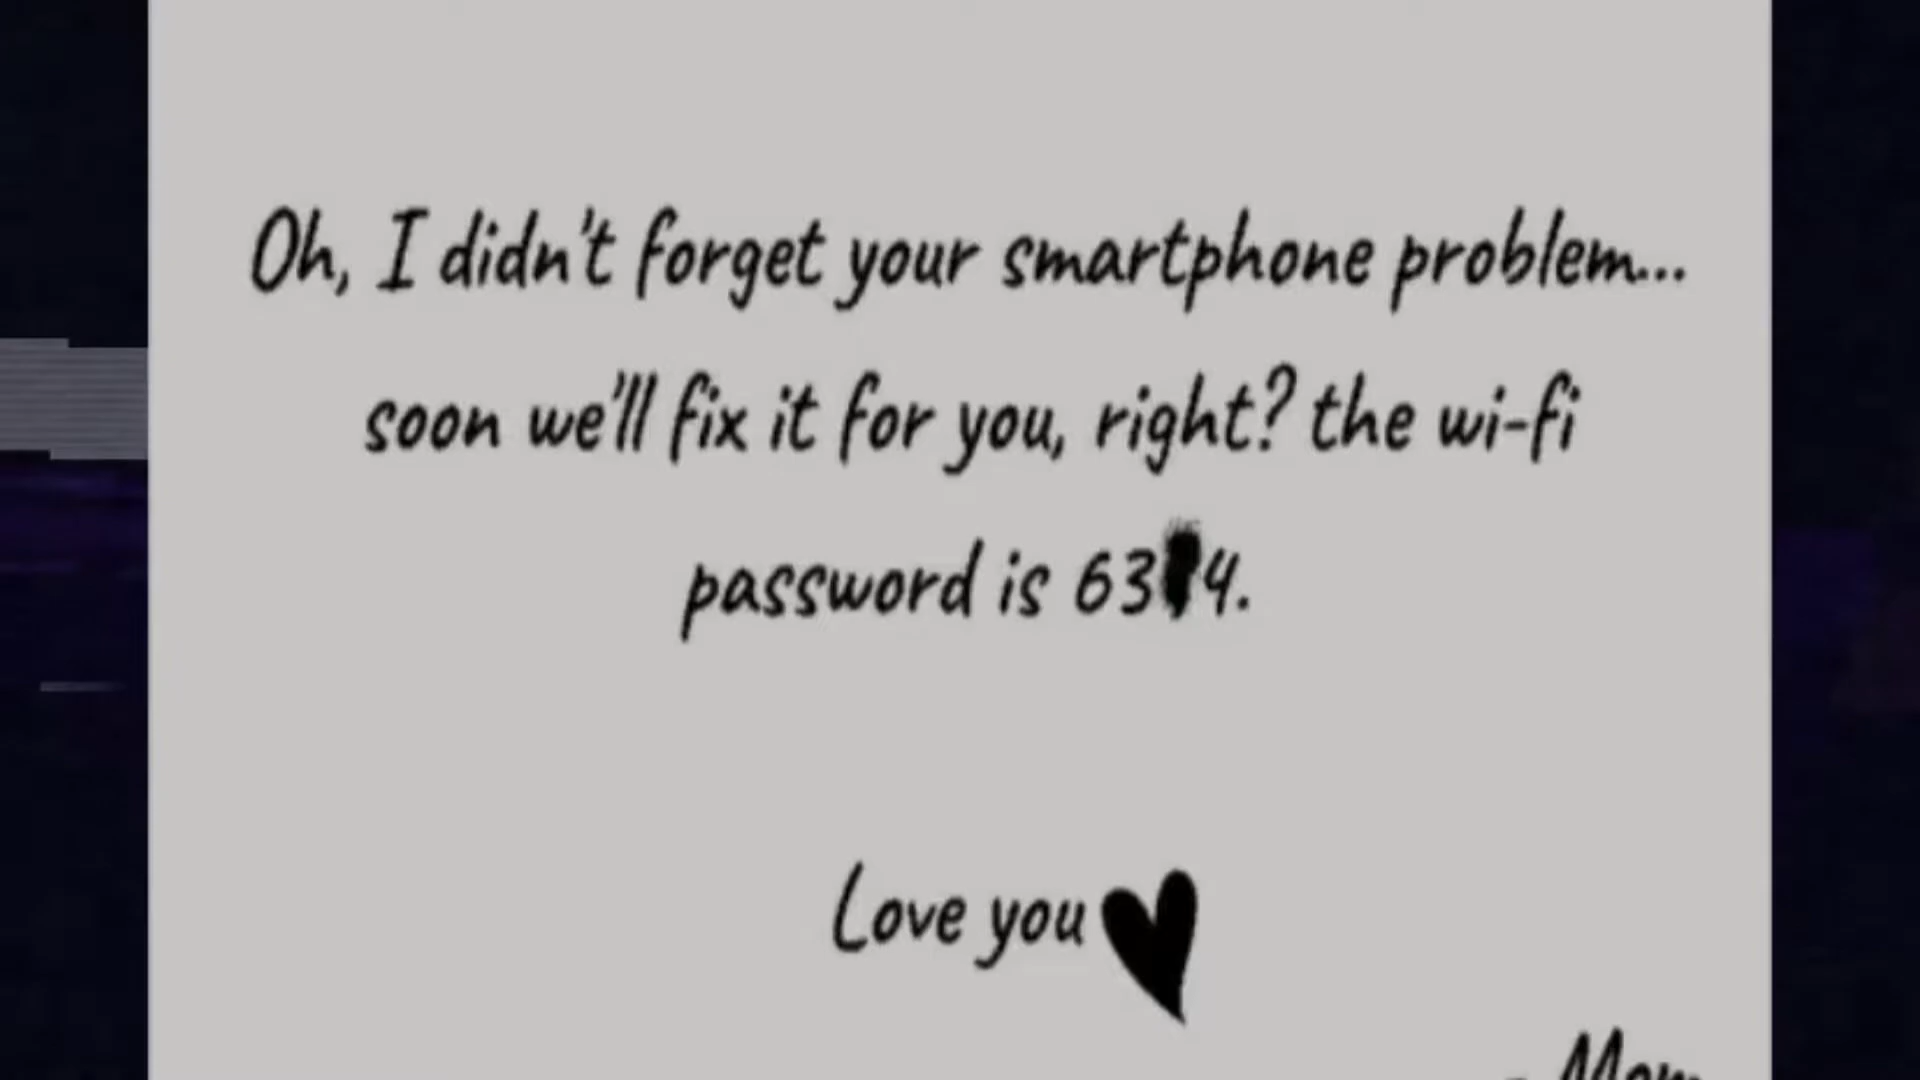 Oh, I didn't forget your smartphone problem...
soon we'll fix it for you, right? the wi-fi
password is
Love you
- Mom